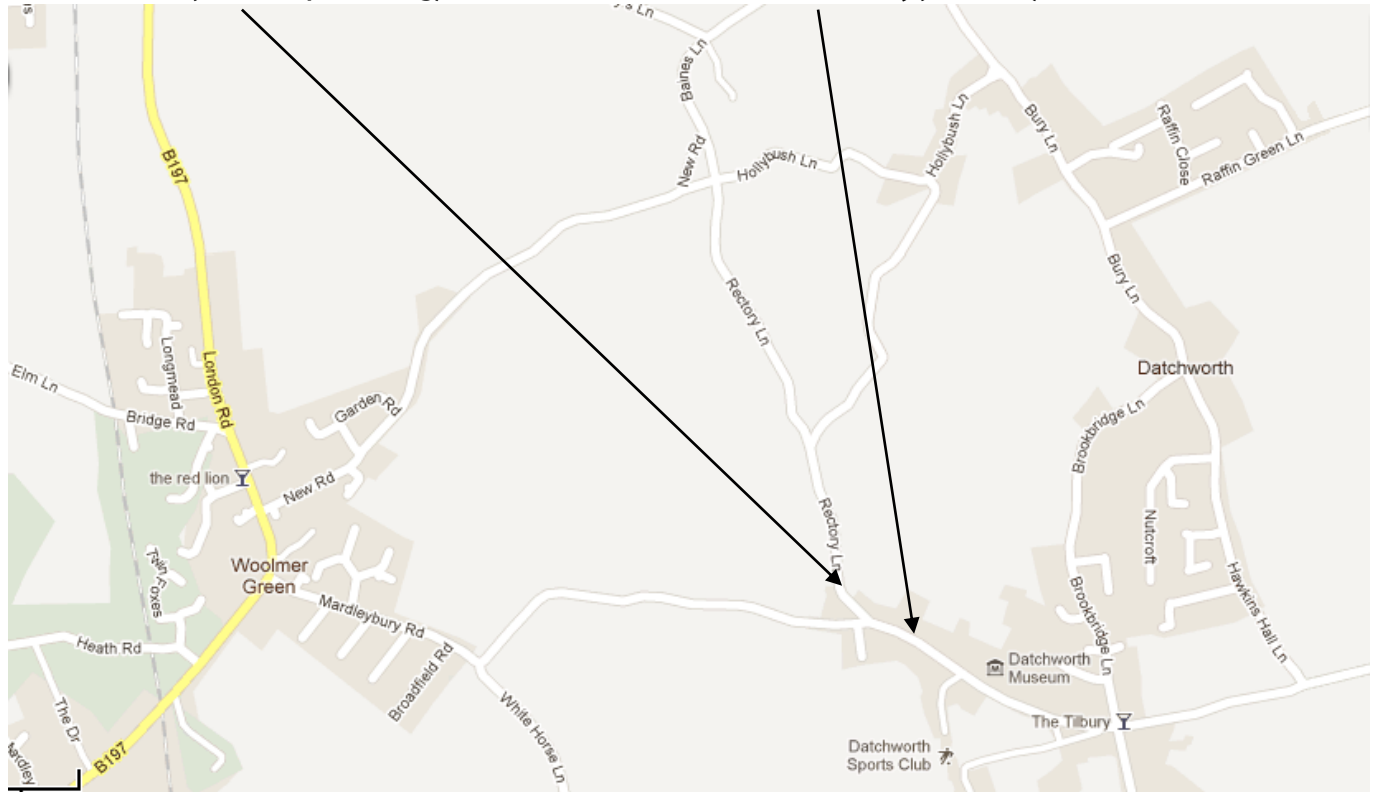 B197
London Rd
Longmead
Elm Ln
Bridge Rd
the red lion
New Rd
Garden Rd
Woolmer
Green
Twin Foxes
Heath Rd
The Dr
B197
Mardleybury Rd
Broadfield Rd
White Horse Ln
Baines Ln
New Rd
Hollybush Ln
Hollybush Ln
Rectory Ln
Rectory Ln
Bury Ln
Raffin Close
Raffin Green Ln
Bury Ln
Datchworth
Brookbridge Ln
Nutcroft
Hawkins Hall Ln
Brookbridge Ln
Datchworth
Museum
The Tilbury
Datchworth
Sports Club